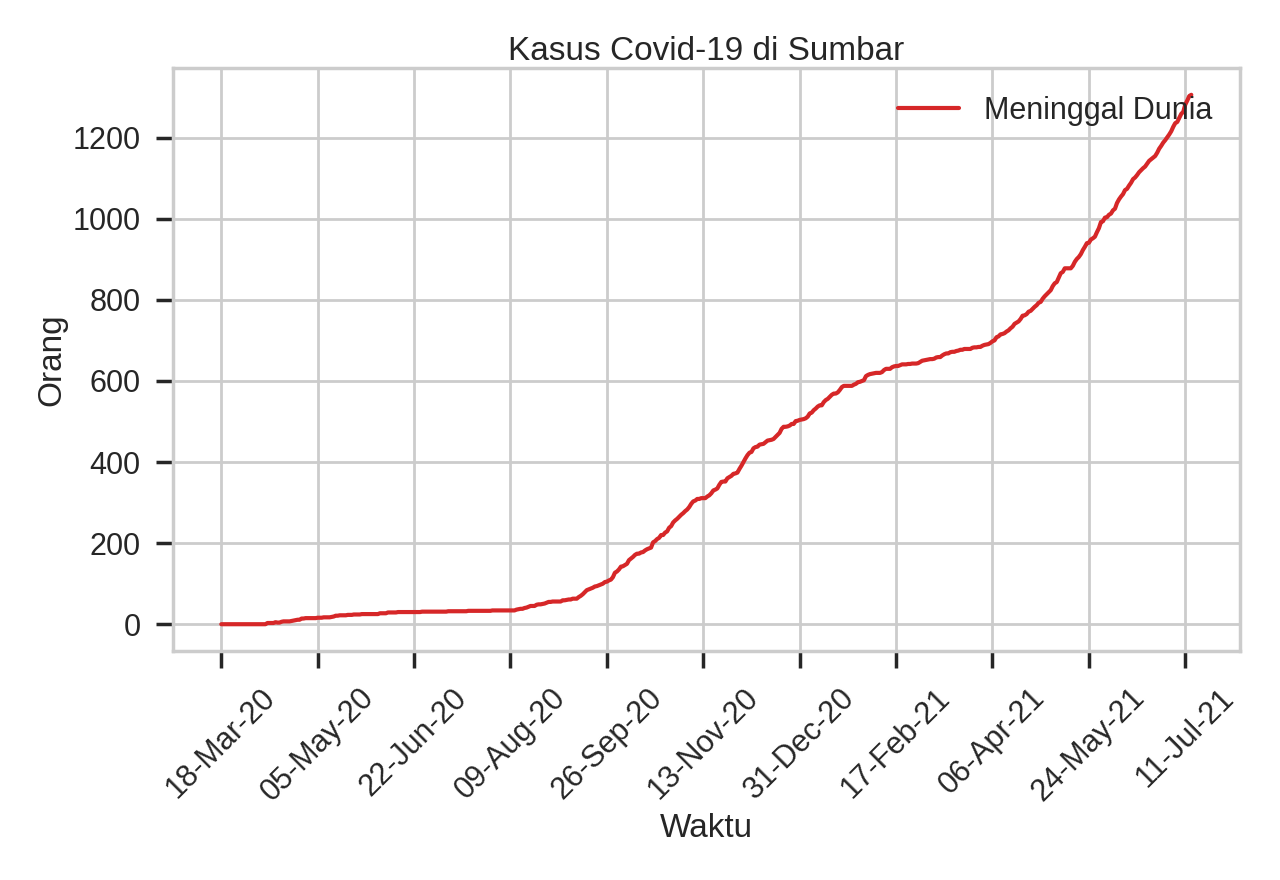 Kasus Covid-19 di Sumbar
Meninggal Dunia
Orang
1200
1000
800
600
400
200
0
18-Mar-20
05-May-20
22-Jun-20
09-Aug-20
26-Sep-20
13-Nov-20
31-Dec-20
17-Feb-21
06-Apr-21
24-May-21
11-Jul-21
Waktu